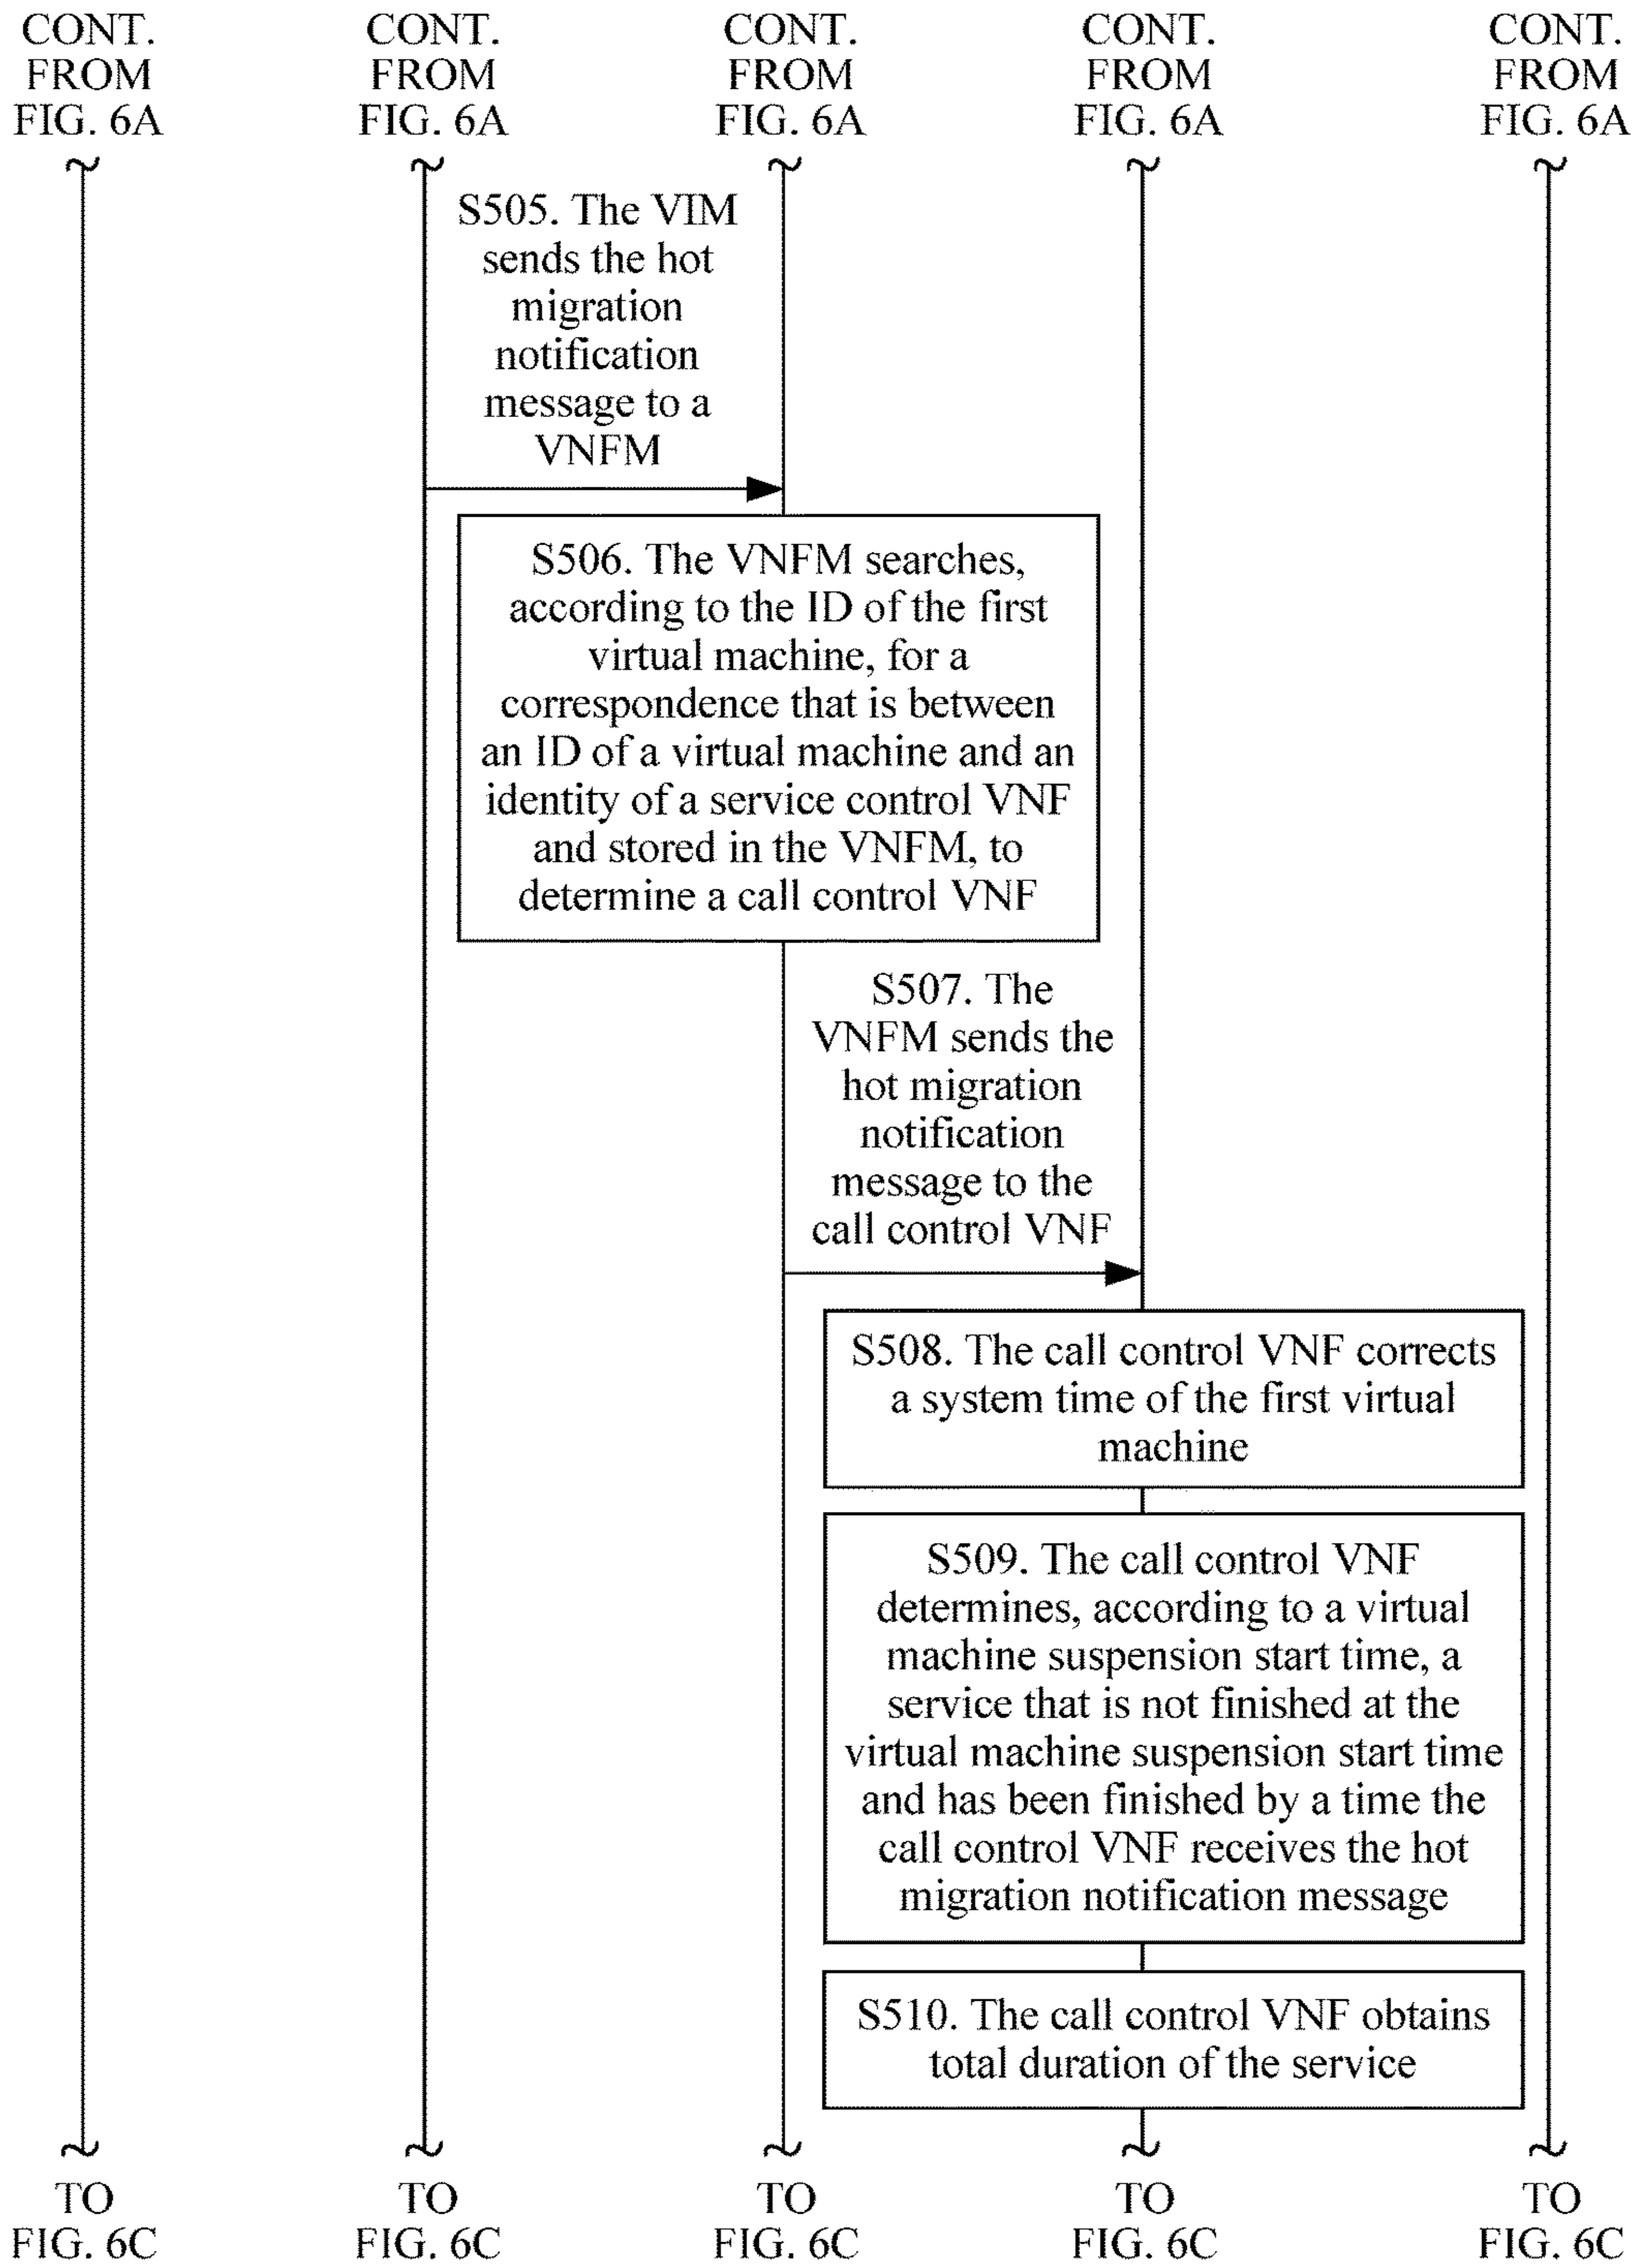 CONT.
FROM
FIG. 6A
CONT.
FROM
FIG. 6A
CONT.
FROM
FIG. 6A
CONT.
FROM
FIG. 6A
CONT.
FROM
FIG. 6A
S505. The VIM
sends the hot
migration
notification
message to a
VNFM
S506. The VNFM searches,
according to the ID of the first
virtual machine, for a
correspondence that is between
an ID of a virtual machine and an
identity of a service control VNF
and stored in the VNFM, to
determine a call control VNF
S507. The
VNFM sends the
hot migration
notification
message to the
call control VNF
S508. The call control VNF corrects
a system time of the first virtual
machine
S509. The call control VNF
determines, according to a virtual
machine suspension start time, a
service that is not finished at the
virtual machine suspension start time
and has been finished by a time the
call control VNF receives the hot
migration notification message
S510. The call control VNF obtains
total duration of the service
TO
FIG. 6C
TO
FIG. 6C
TO
FIG. 6C
TO
FIG. 6C
TO
FIG. 6C